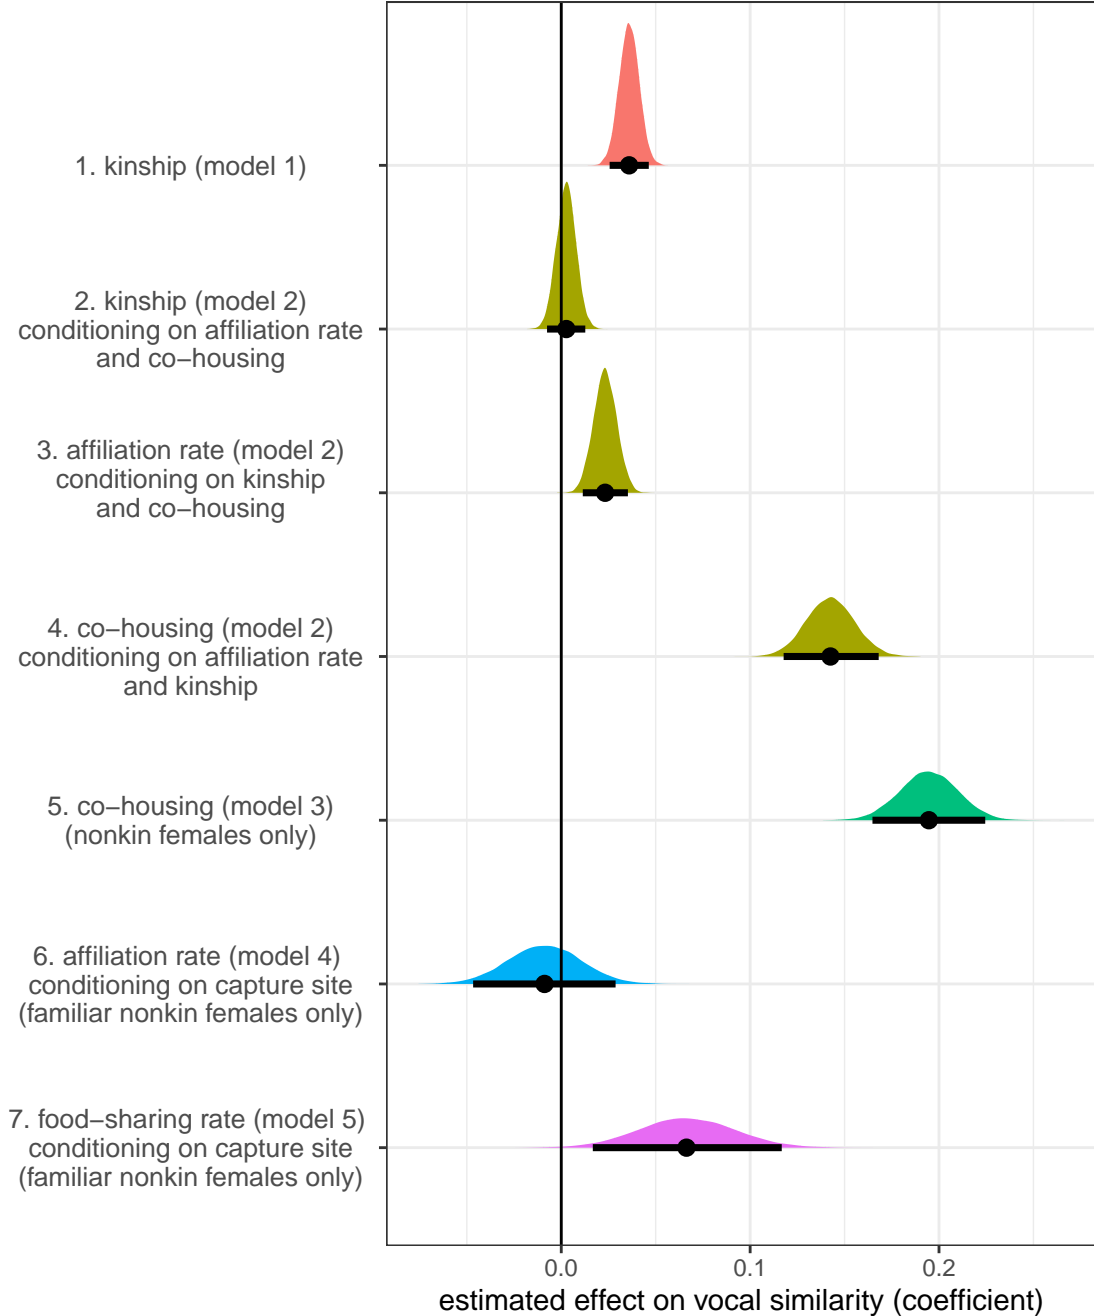 1. kinship (model 1)
2. kinship (model 2)
conditioning on affiliation rate
and co−housing
3. affiliation rate (model 2)
conditioning on kinship
and co−housing
4. co−housing (model 2)
conditioning on affiliation rate
and kinship
5. co−housing (model 3)
(nonkin females only)
6. affiliation rate (model 4)
conditioning on capture site
(familiar nonkin females only)
7. food−sharing rate (model 5)
conditioning on capture site
(familiar nonkin females only)
0.0 0.1 0.2
estimated effect on vocal similarity (coefficient)